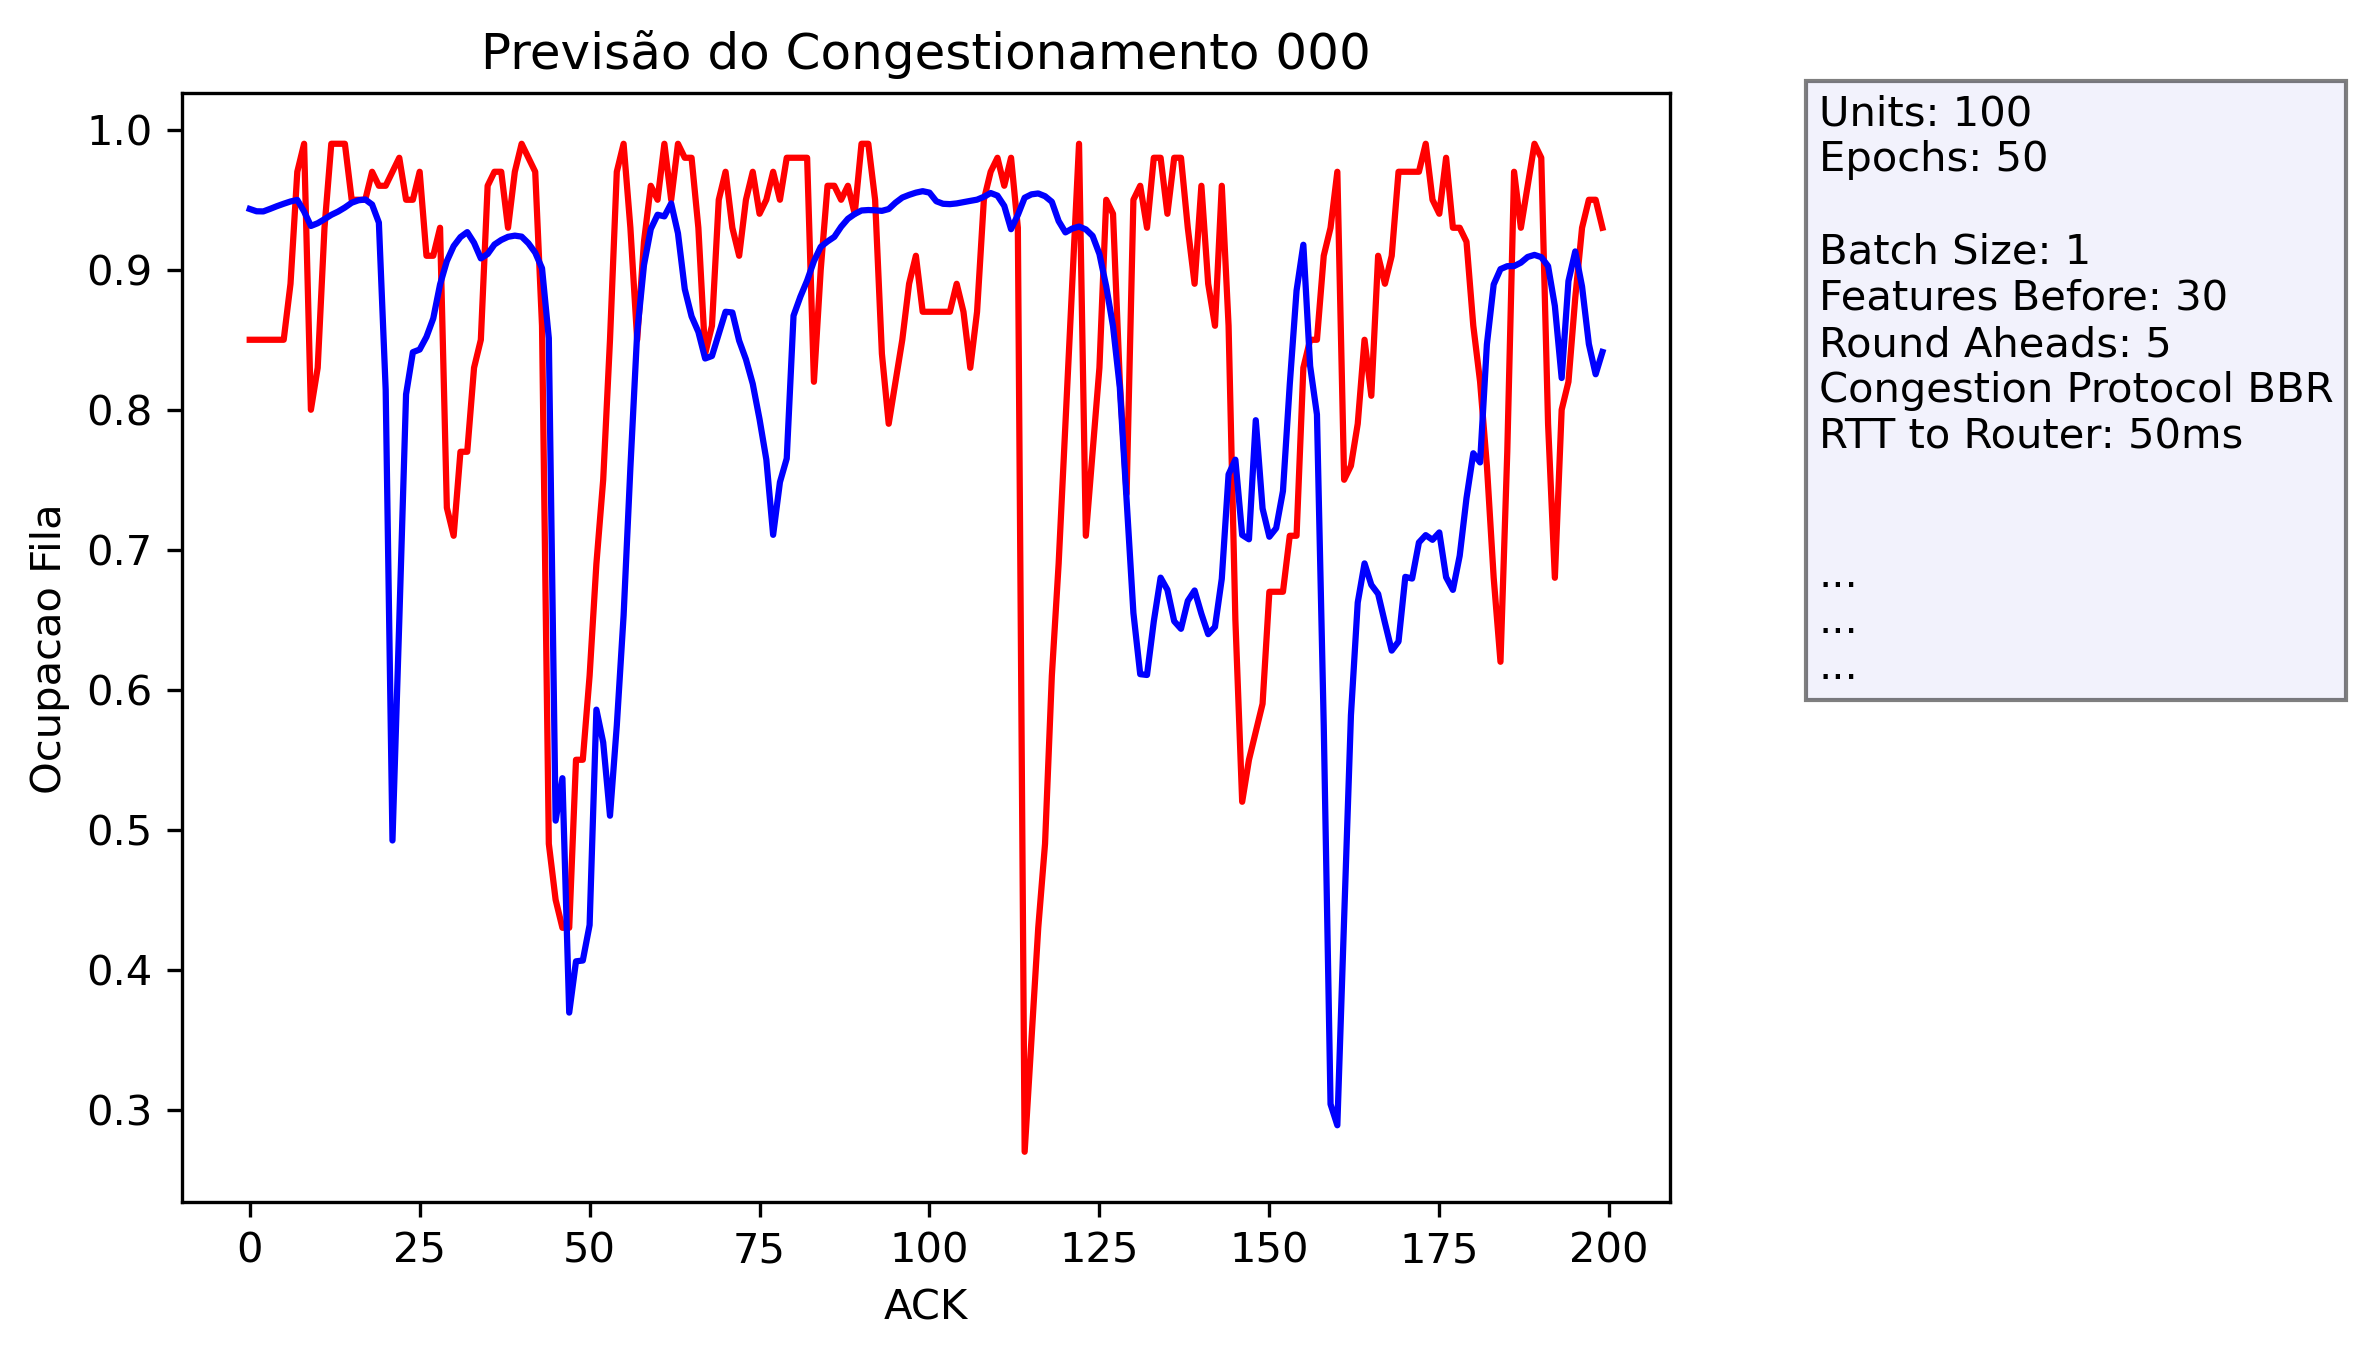 Previsão do Congestionamento 000
1.0
0.9
0.8
0.7
0.6
0.5
0.4
0.3
Ocupacao Fila
0 25 50 75 100 125 150 175 200
ACK
Units: 100
Epochs: 50
Batch Size: 1
Features Before: 30
Round Aheads: 5
Congestion Protocol BBR
RTT to Router: 50ms
...
...
...